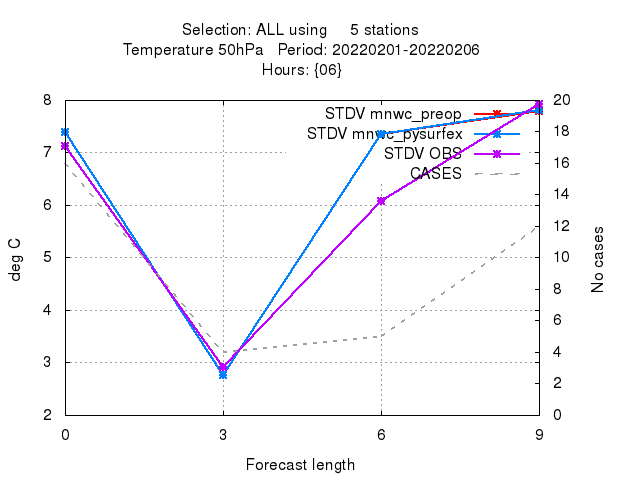 Selection: ALL using     5 stations
Temperature 50hPa   Period: 20220201-20220206
Hours: {06}
STDV mnwc_preop
STDV mnwc_pysurfex
STDV OBS
CASES
8
7
6
5
4
3
2
20
18
16
14
12
10
8
6
4
2
0
deg C
No cases
0 3 6 9
Forecast length